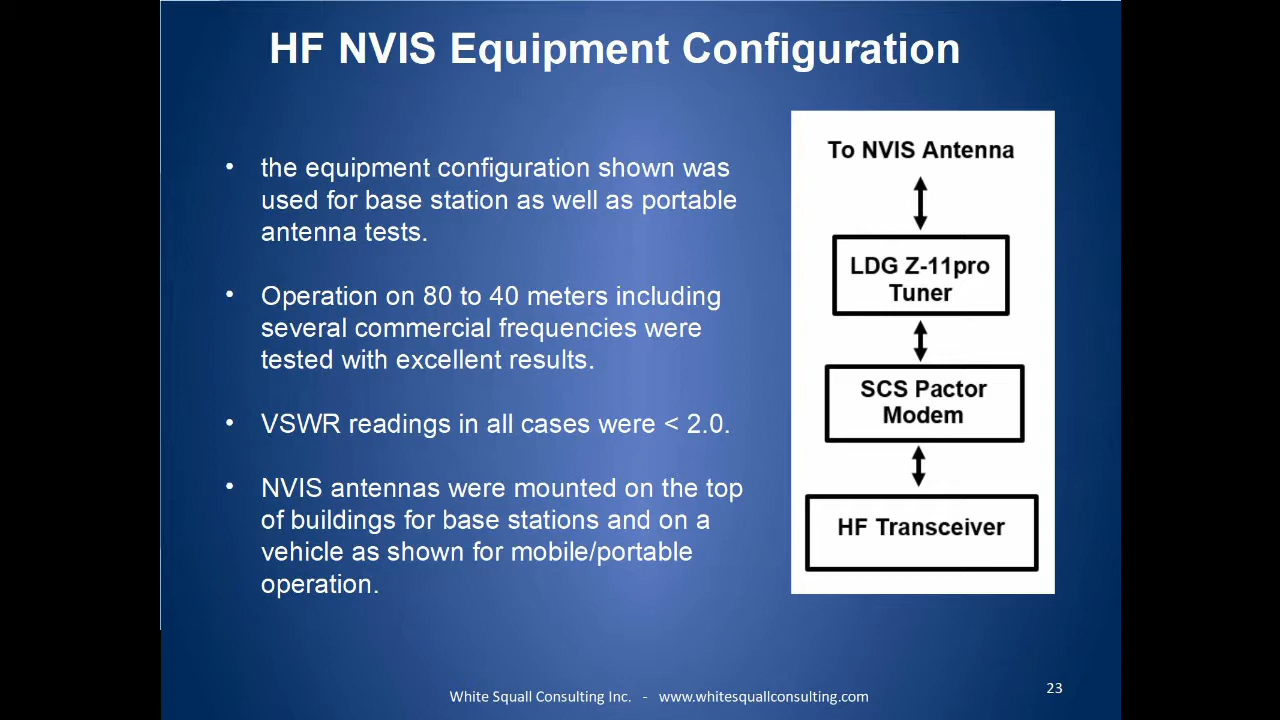 HF NVIS Equipment Configuration
• the equipment configuration shown was
used for base station as well as portable
antenna tests.
• Operation on 80 to 40 meters including
several commercial frequencies were
tested with excellent results.
• VSWR readings in all cases were < 2.0.
• NVIS antennas were mounted on the top
of buildings for base stations and on a
vehicle as shown for mobile/portable
operation.
To NVIS Antenna
LDG Z-11pro
Tuner
SCS Pactor
Modem
HF Transceiver
White Squall Consulting Inc. - www.whitesquallconsulting.com
23